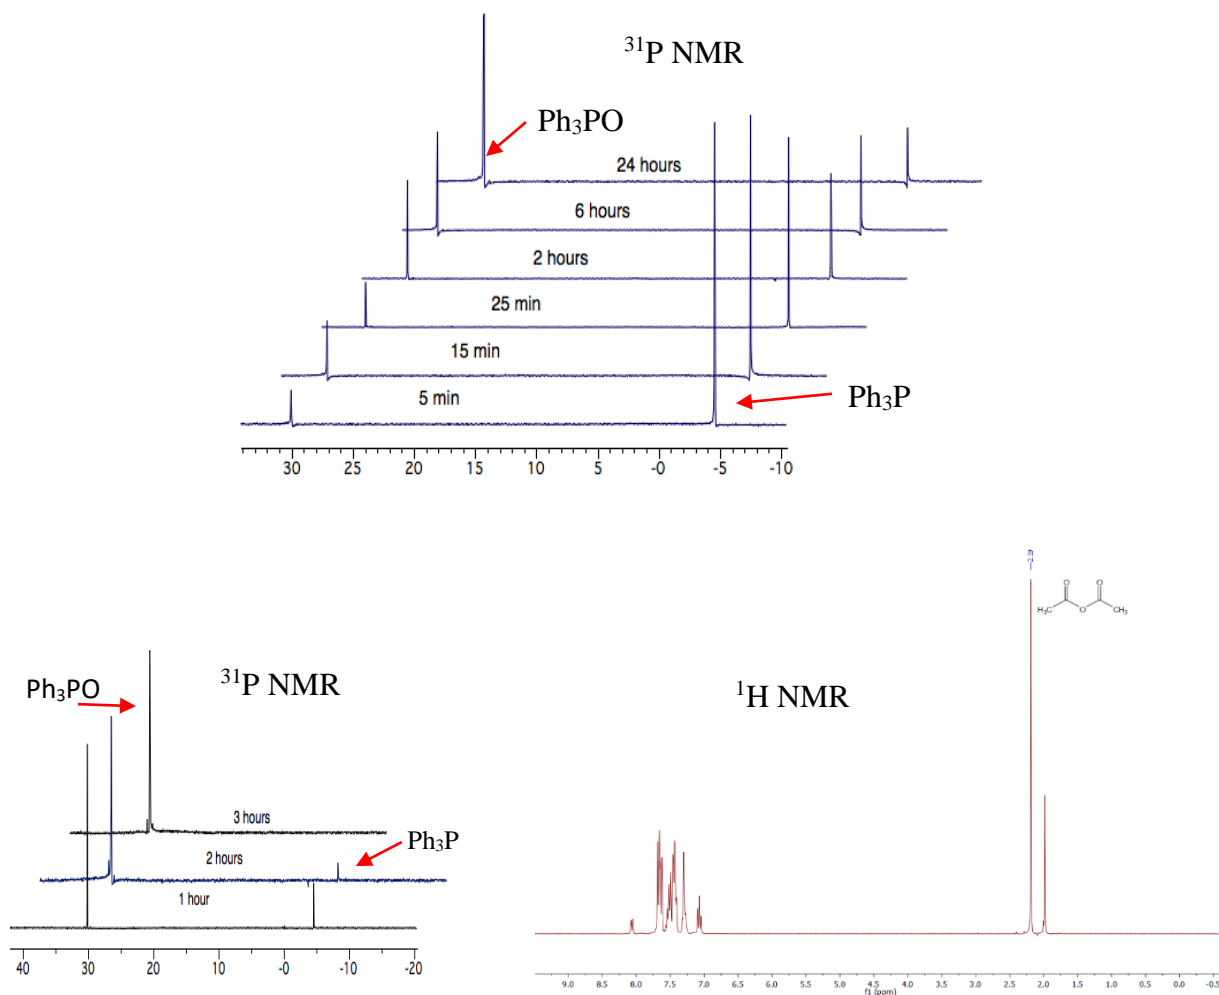 ³¹P NMR
Ph₃PO
24 hours
6 hours
2 hours
25 min
15 min
5 min
Ph₃P
30 25 20 15 10 5 -0 -5 -10
2.19
O O
H₃C O CH₃
³¹P NMR
Ph₃PO
¹H NMR
3 hours
2 hours
Ph₃P
1 hour
40 30 20 10 -0 -10 -20
9.0 8.5 8.0 7.5 7.0 6.5 6.0 5.5 5.0 4.5 4.0 3.5 3.0 2.5 2.0 1.5 1.0 0.5 0.0 -0.5
f1 (ppm)